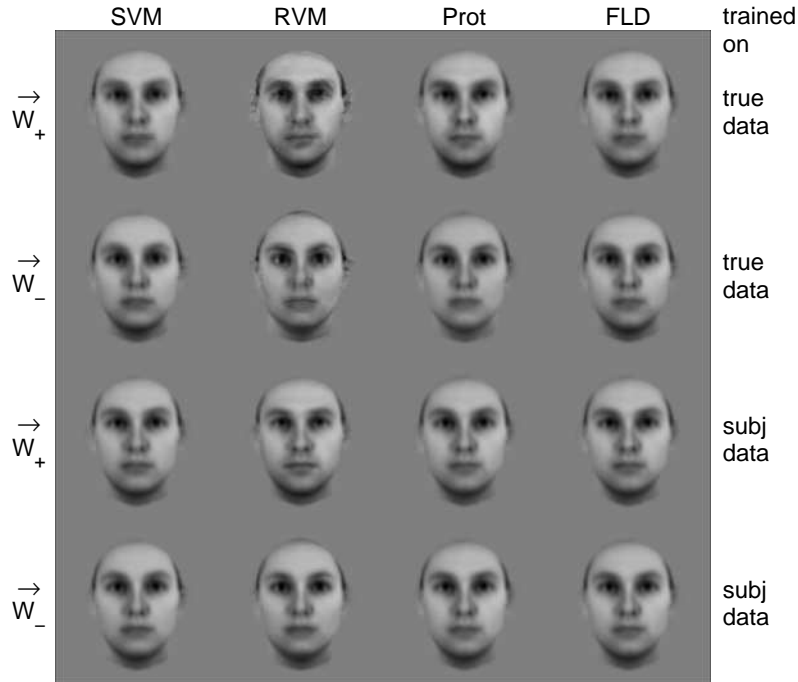 SVM RVM Prot FLD trained
on
→
W+ true
data
→
W− true
data
→
W+ subj
data
→
W− subj
data